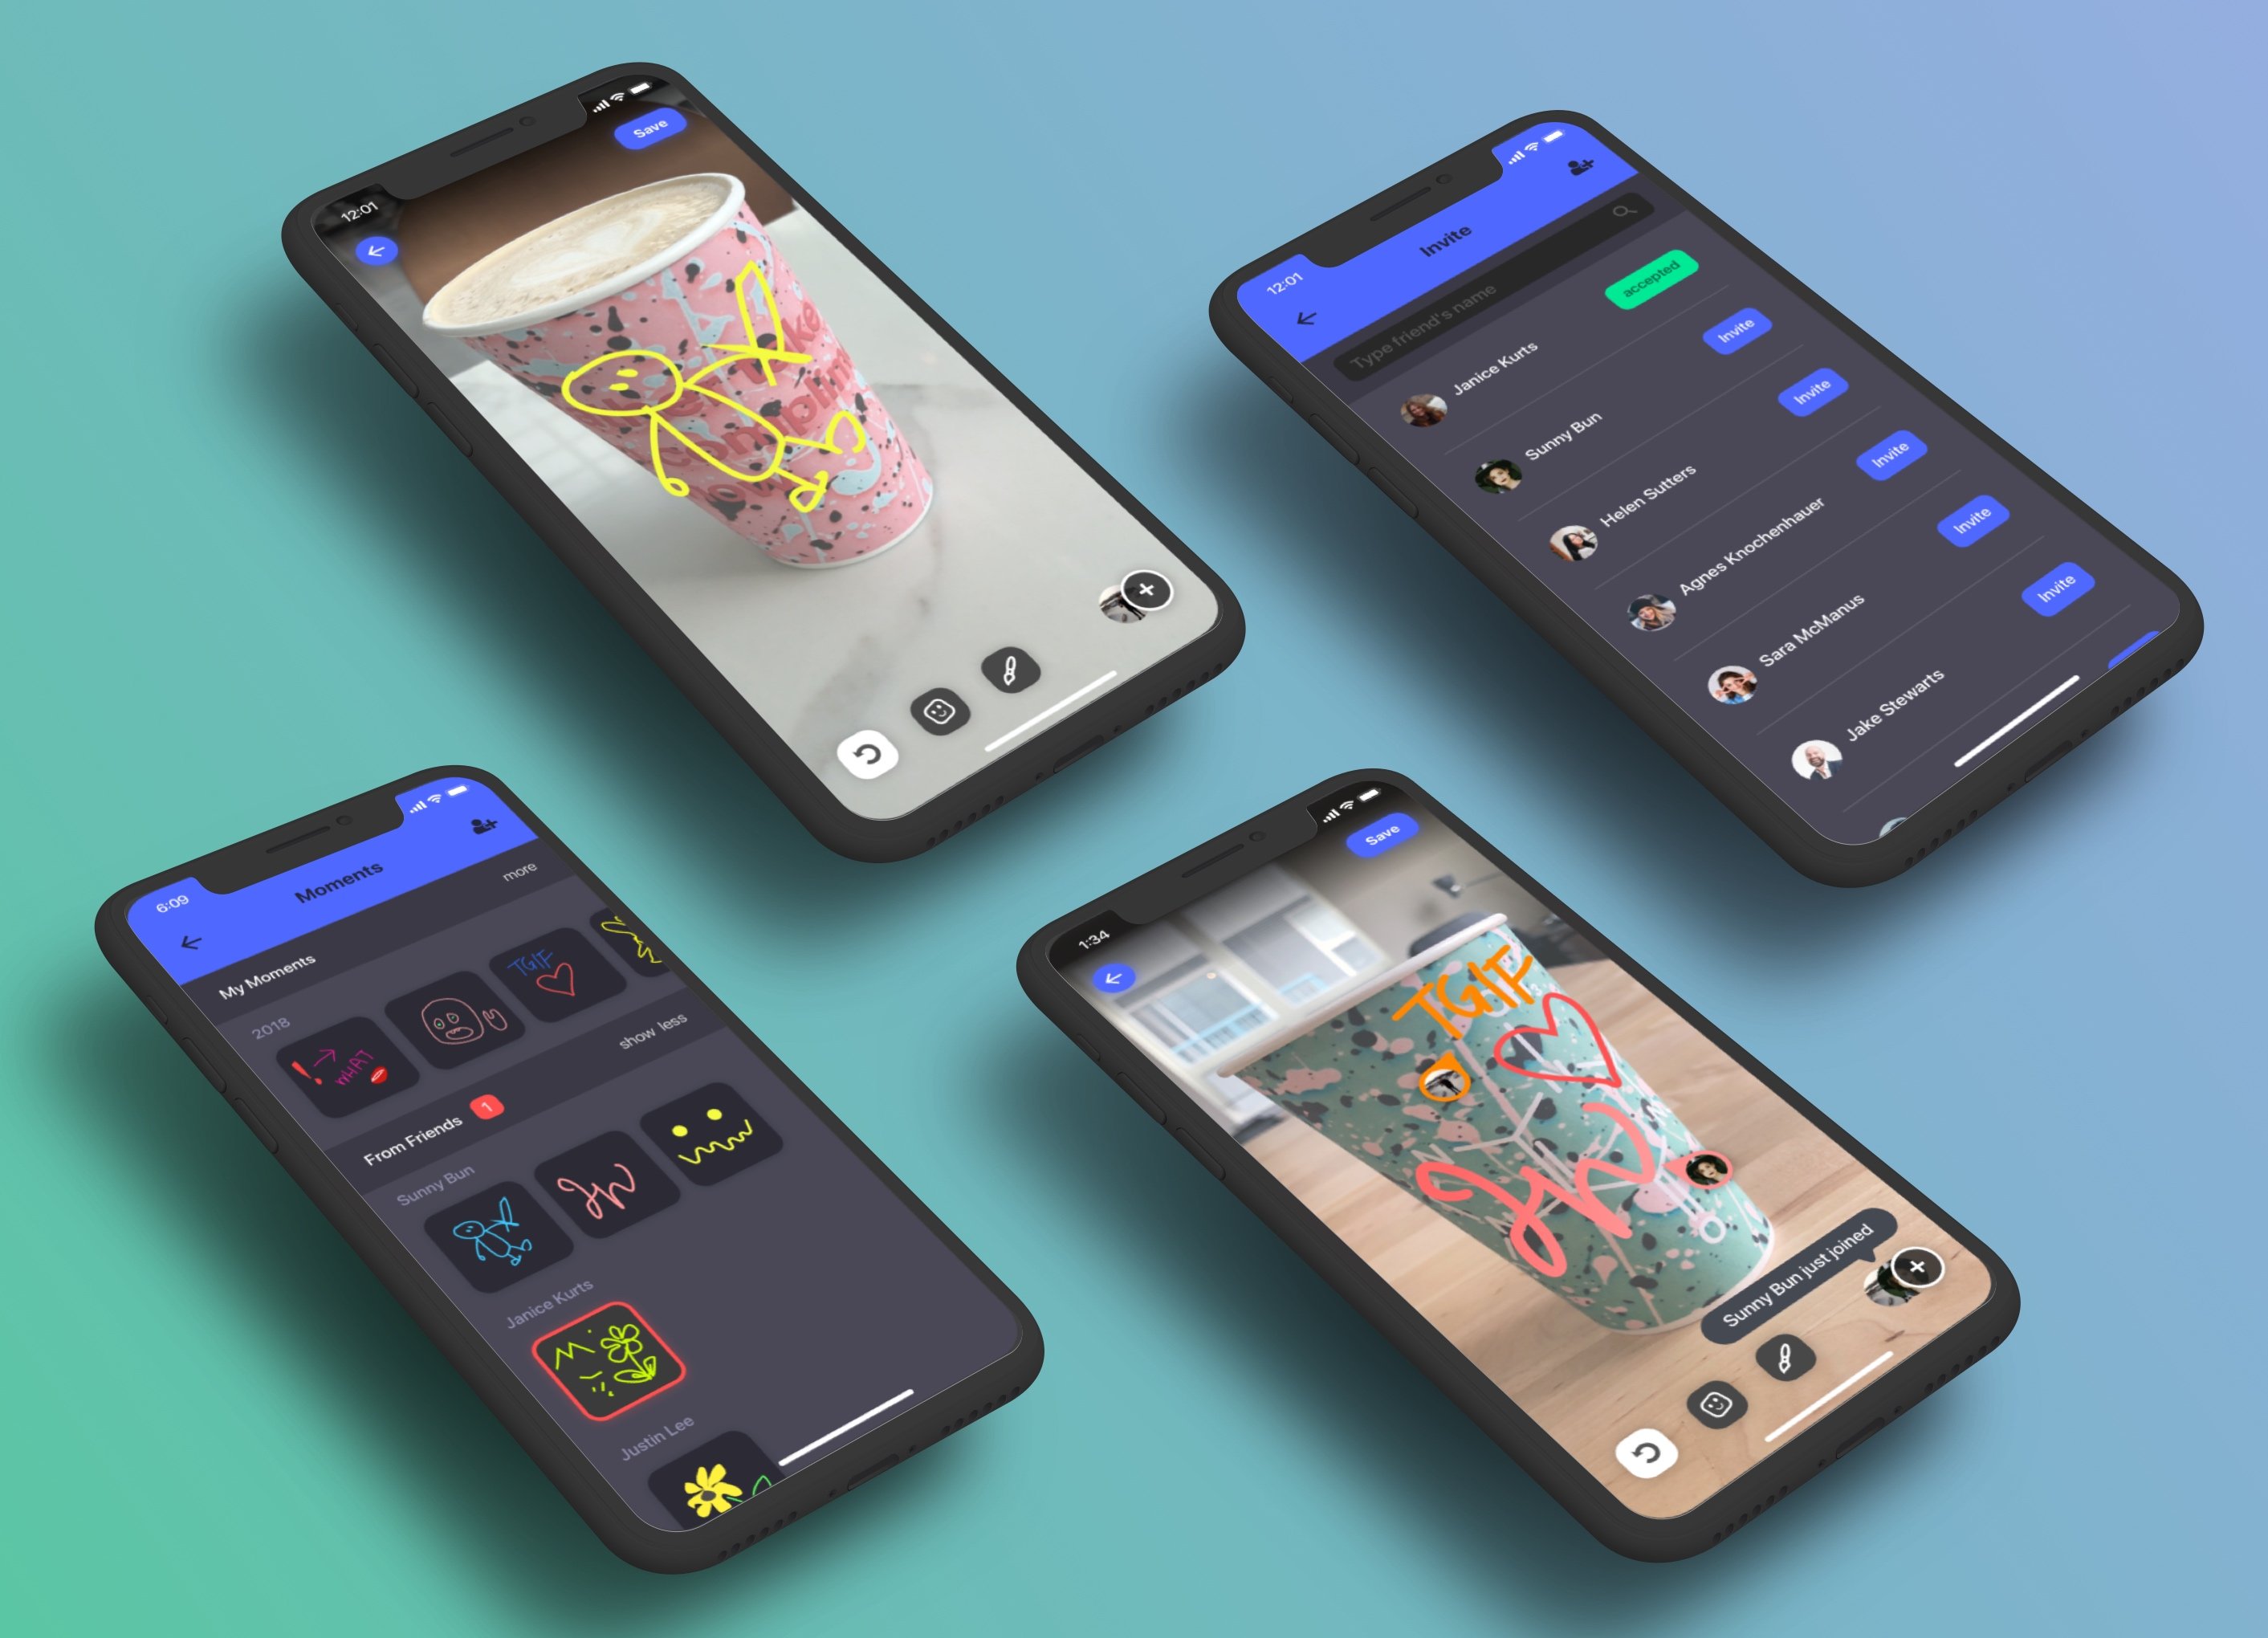 12:01
Save
12:01
Invite
Type friend's name
Janice Kurts
accepted
Sunny Bun
Invite
Helen Sutters
Invite
Agnes Knochenhauer
Invite
Sara McManus
Invite
Jake Stewarts
Invite
6:09
Moments
My Moments
more
2018
WHAT
TGIF
From Friends
1
show less
Sunny Bun
Janice Kurts
Justin Lee
1:34
Save
TGIF
Sunny Bun just joined